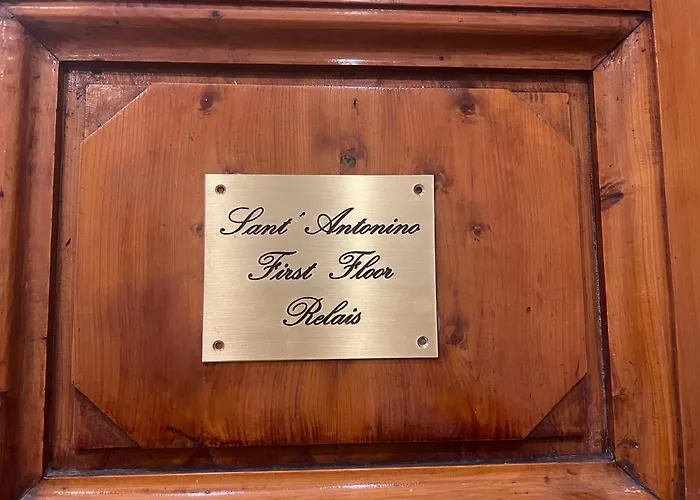 Sant' Antonino
First Floor
Relais